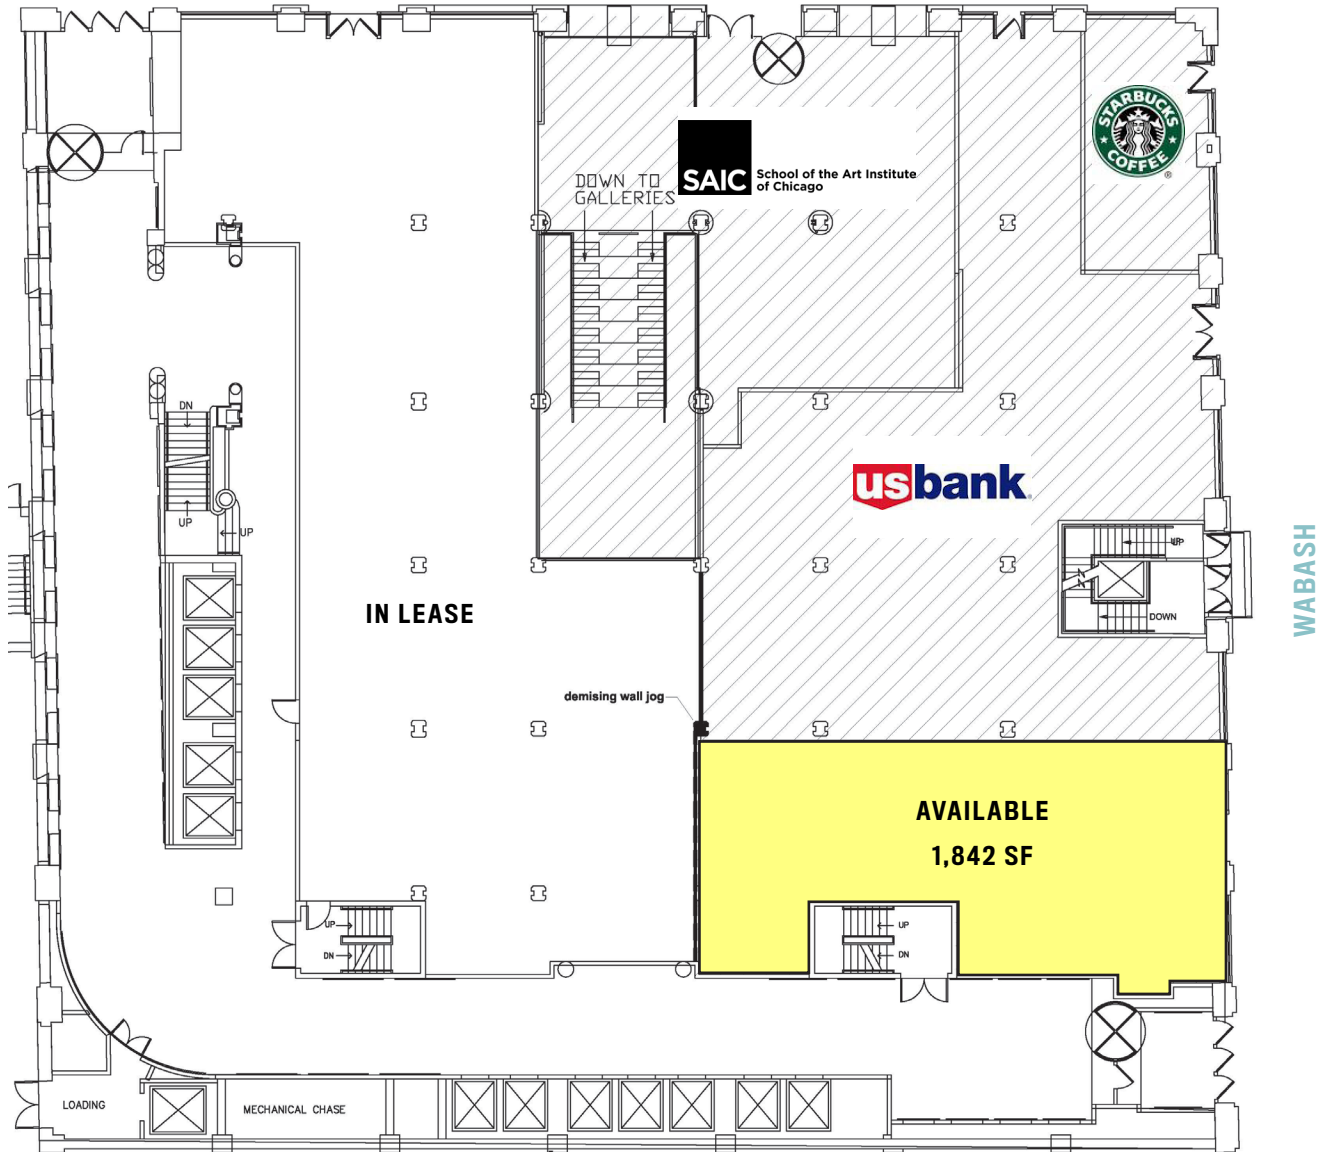 STARBUCKS
COFFEE
®
SAIC
School of the Art Institute
of Chicago
DOWN TO
GALLERIES
DN
UP
UP
usbank
UP
DOWN
WABASH
IN LEASE
demising wall jog
AVAILABLE
1,842 SF
UP
DN
UP
DN
LOADING
MECHANICAL CHASE